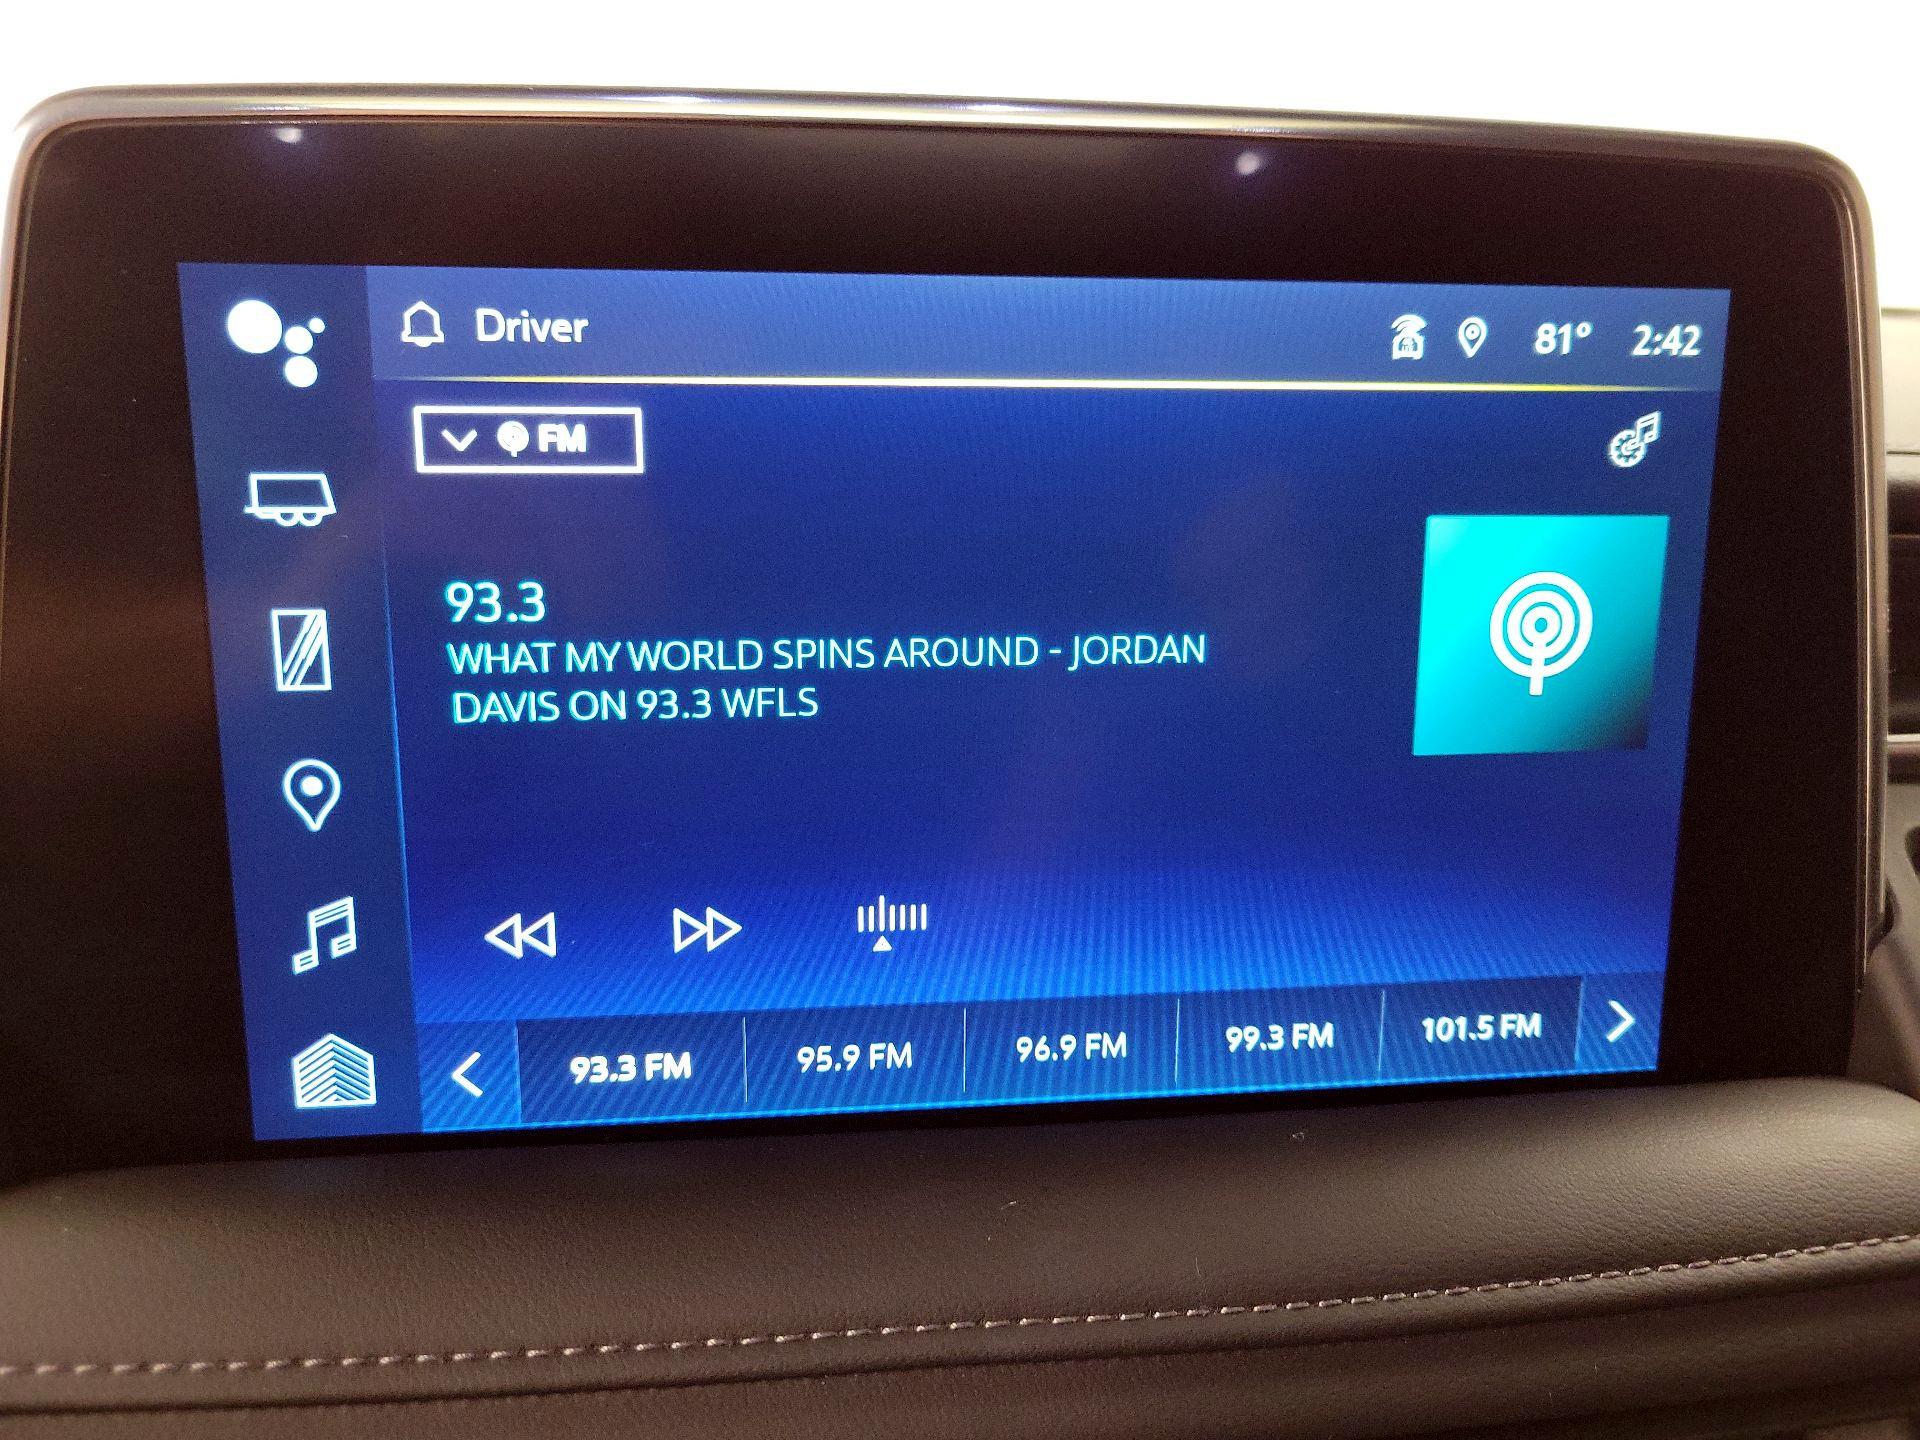 Driver
81° 2:42
FM
93.3
WHAT MY WORLD SPINS AROUND - JORDAN
DAVIS ON 93.3 WFLS
93.3 FM 95.9 FM 96.9 FM 99.3 FM 101.5 FM